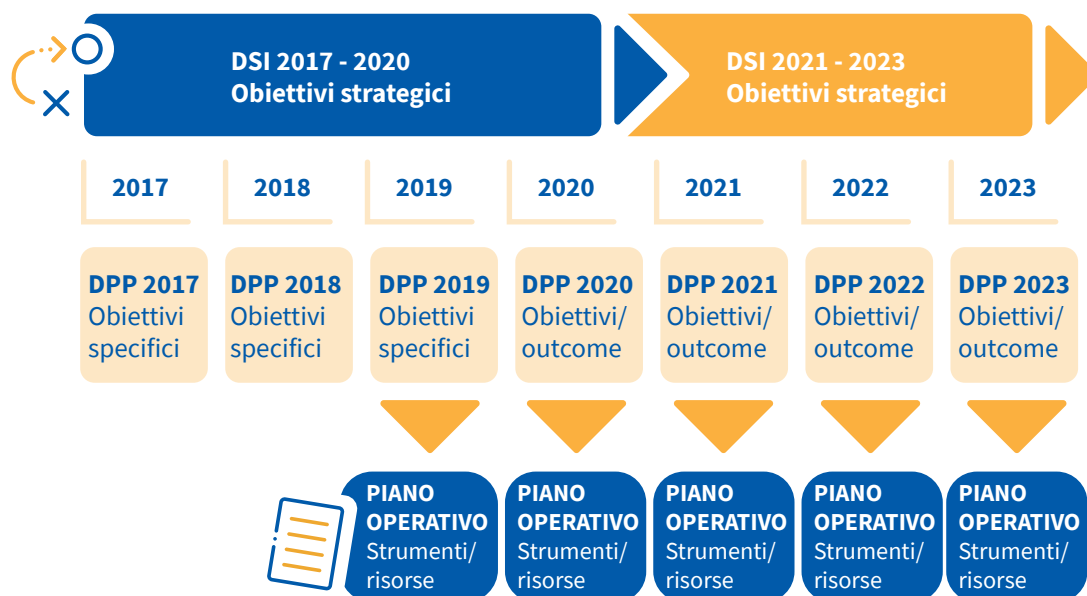 DSI 2017 - 2020
Obiettivi strategici
DSI 2021 - 2023
Obiettivi strategici
2017
2018
2019
2020
2021
2022
2023
DPP 2017
Obiettivi
specifici
DPP 2018
Obiettivi
specifici
DPP 2019
Obiettivi
specifici
DPP 2020
Obiettivi/
outcome
DPP 2021
Obiettivi/
outcome
DPP 2022
Obiettivi/
outcome
DPP 2023
Obiettivi/
outcome
PIANO
OPERATIVO
Strumenti/
risorse
PIANO
OPERATIVO
Strumenti/
risorse
PIANO
OPERATIVO
Strumenti/
risorse
PIANO
OPERATIVO
Strumenti/
risorse
PIANO
OPERATIVO
Strumenti/
risorse